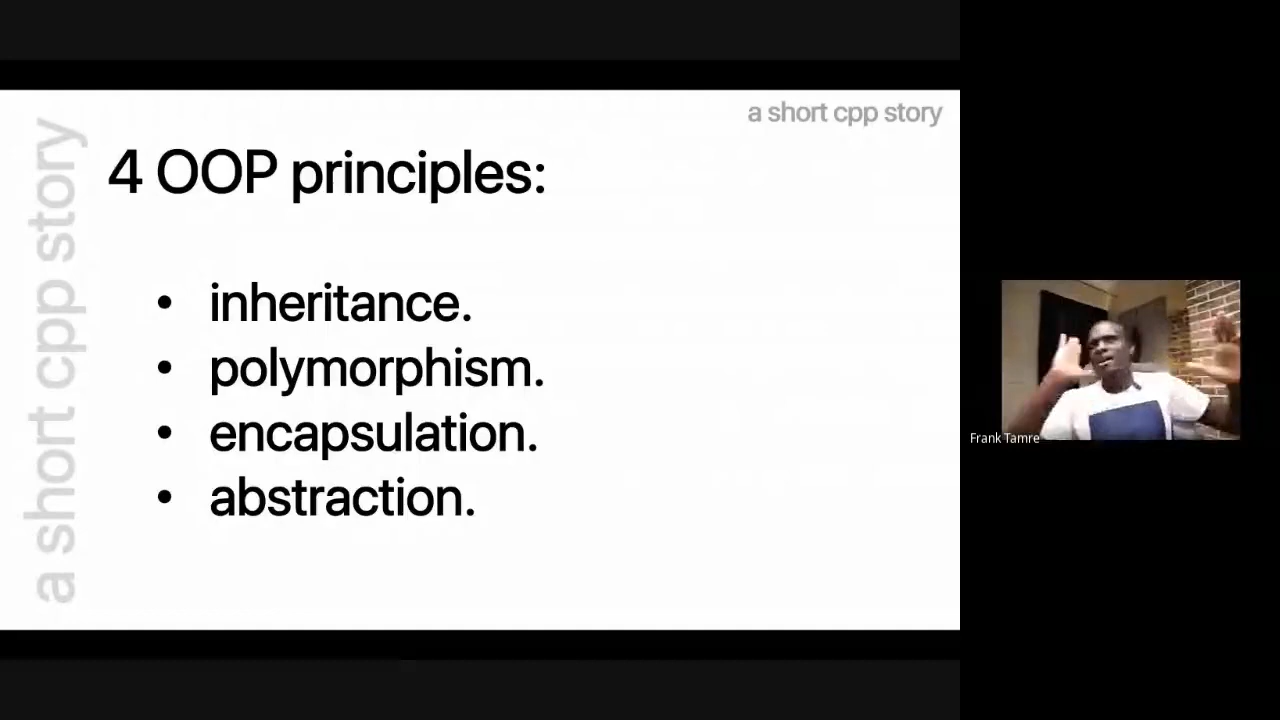 a short cpp story
a short cpp story
4 OOP principles:
• inheritance.
• polymorphism.
• encapsulation.
• abstraction.
Frank Tamre